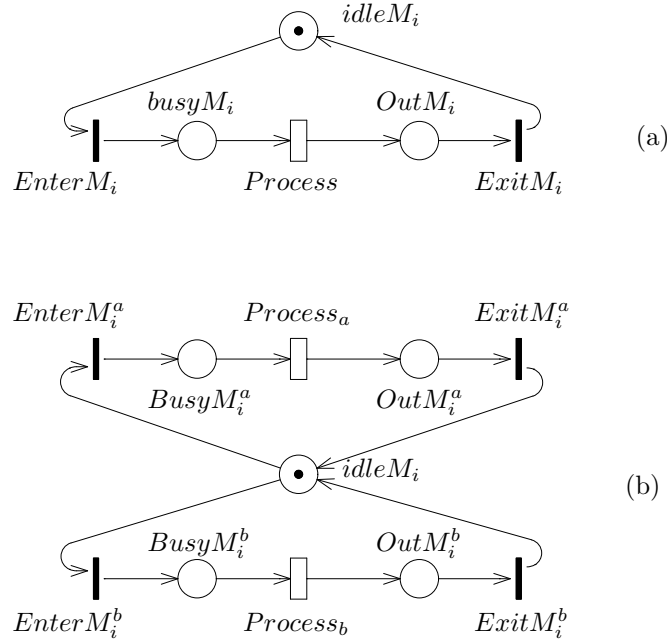 idleM_i
busyM_i OutM_i
(a)
EnterM_i Process ExitM_i
EnterM_i^a Process_a ExitM_i^a
BusyM_i^a OutM_i^a
idleM_i
(b)
BusyM_i^b OutM_i^b
EnterM_i^b Process_b ExitM_i^b